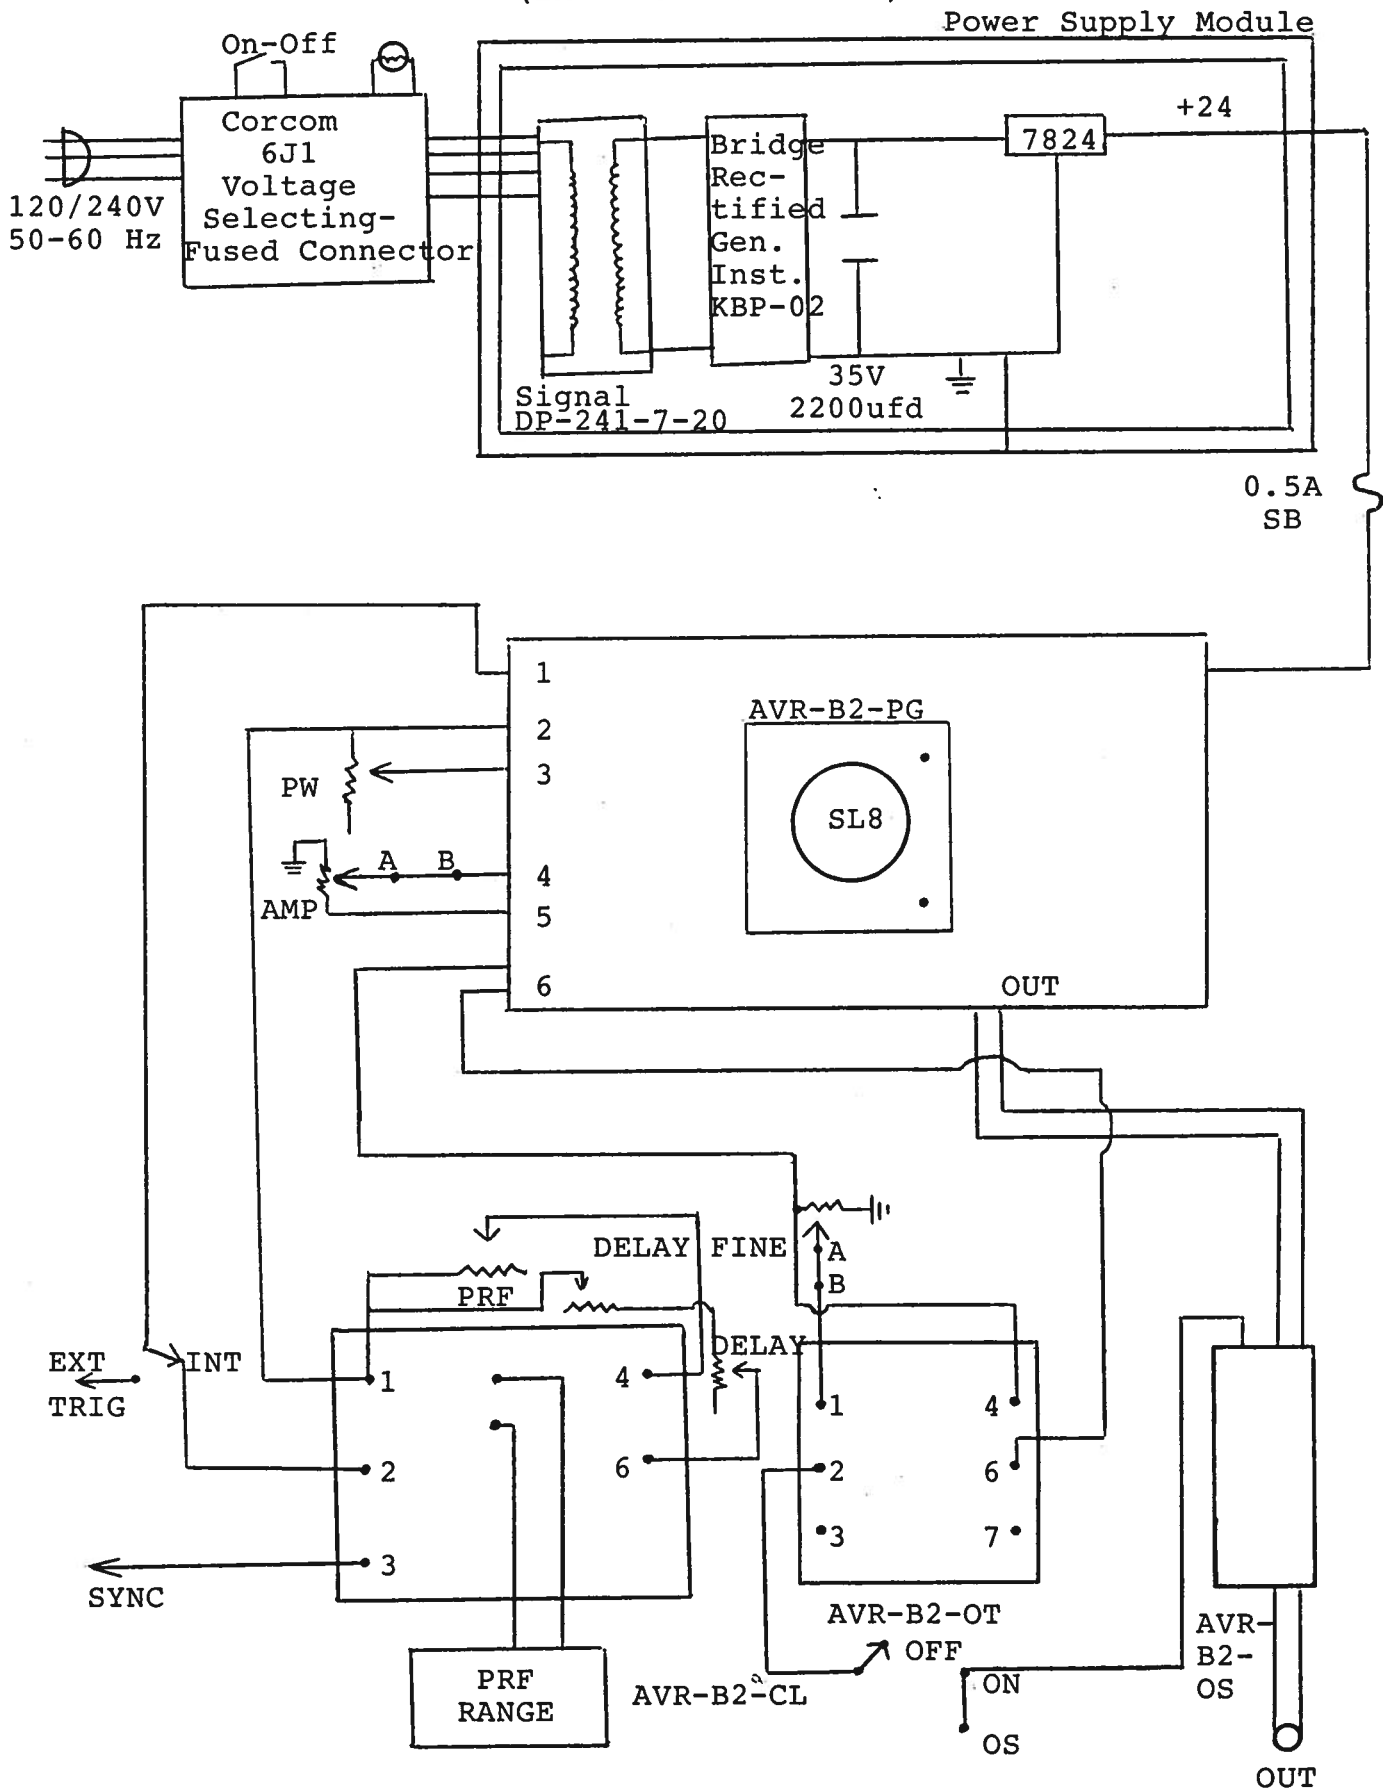 Power Supply Module
On-Off
Corcom
6J1
Voltage
Selecting-
Fused Connector
120/240V
50-60 Hz
Signal
DP-241-7-20
Bridge
Rec-
tified
Gen.
Inst.
KBP-02
7824
+24
35V
2200ufd
0.5A
SB
1
2
3
4
5
6
PW
A
B
AMP
AVR-B2-PG
SL8
OUT
DELAY FINE
PRF
DELAY
A
B
EXT
TRIG
INT
SYNC
1
2
3
4
6
PRF
RANGE
1
2
3
4
6
7
AVR-B2-OT
AVR-B2-CL
OFF
ON
OS
AVR-
B2-
OS
OUT